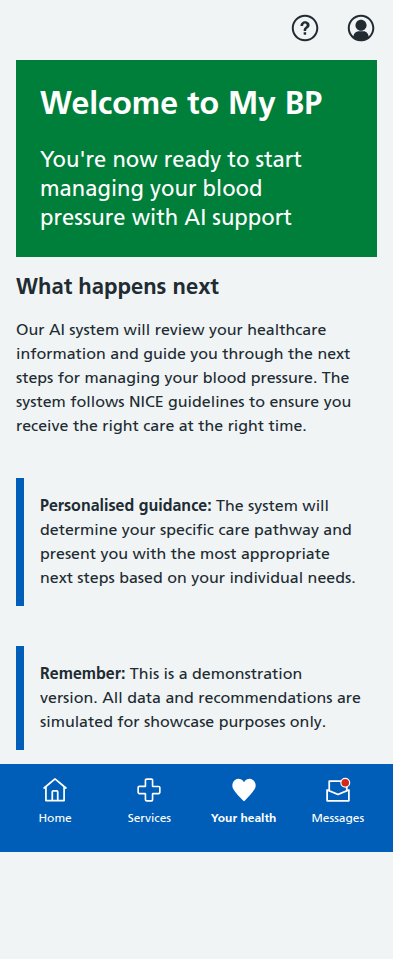 ?
Welcome to My BP
You're now ready to start
managing your blood
pressure with AI support
What happens next
Our AI system will review your healthcare
information and guide you through the next
steps for managing your blood pressure. The
system follows NICE guidelines to ensure you
receive the right care at the right time.
Personalised guidance: The system will
determine your specific care pathway and
present you with the most appropriate
next steps based on your individual needs.
Remember: This is a demonstration
version. All data and recommendations are
simulated for showcase purposes only.
Home Services Your health Messages